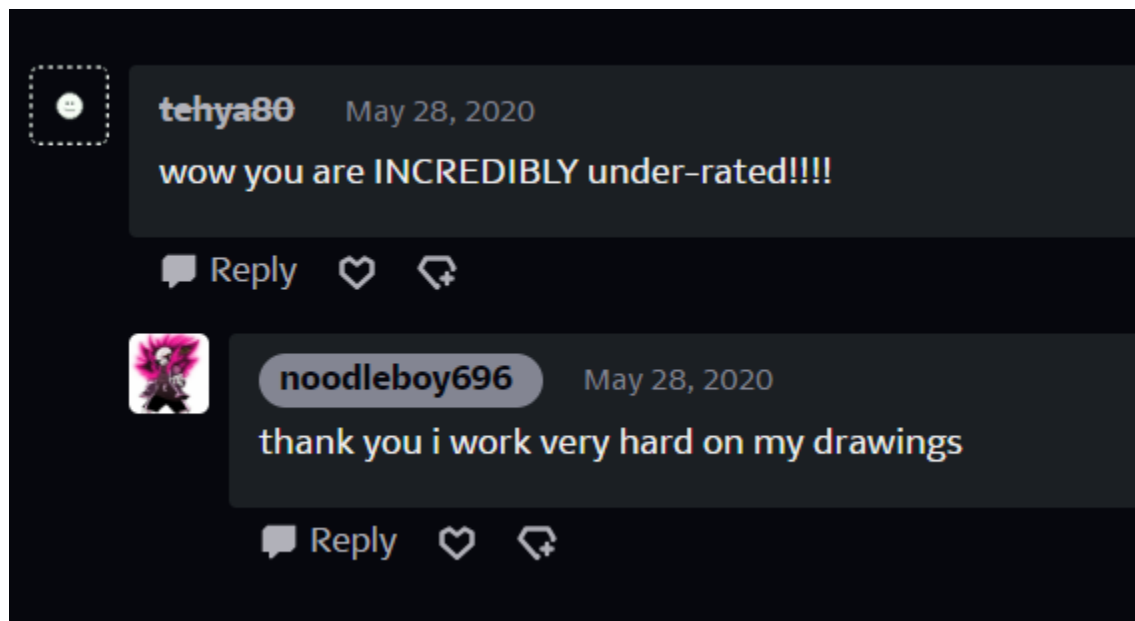 tehya80 May 28, 2020
wow you are INCREDIBLY under-rated!!!!
Reply
noodleboy696 May 28, 2020
thank you i work very hard on my drawings
Reply